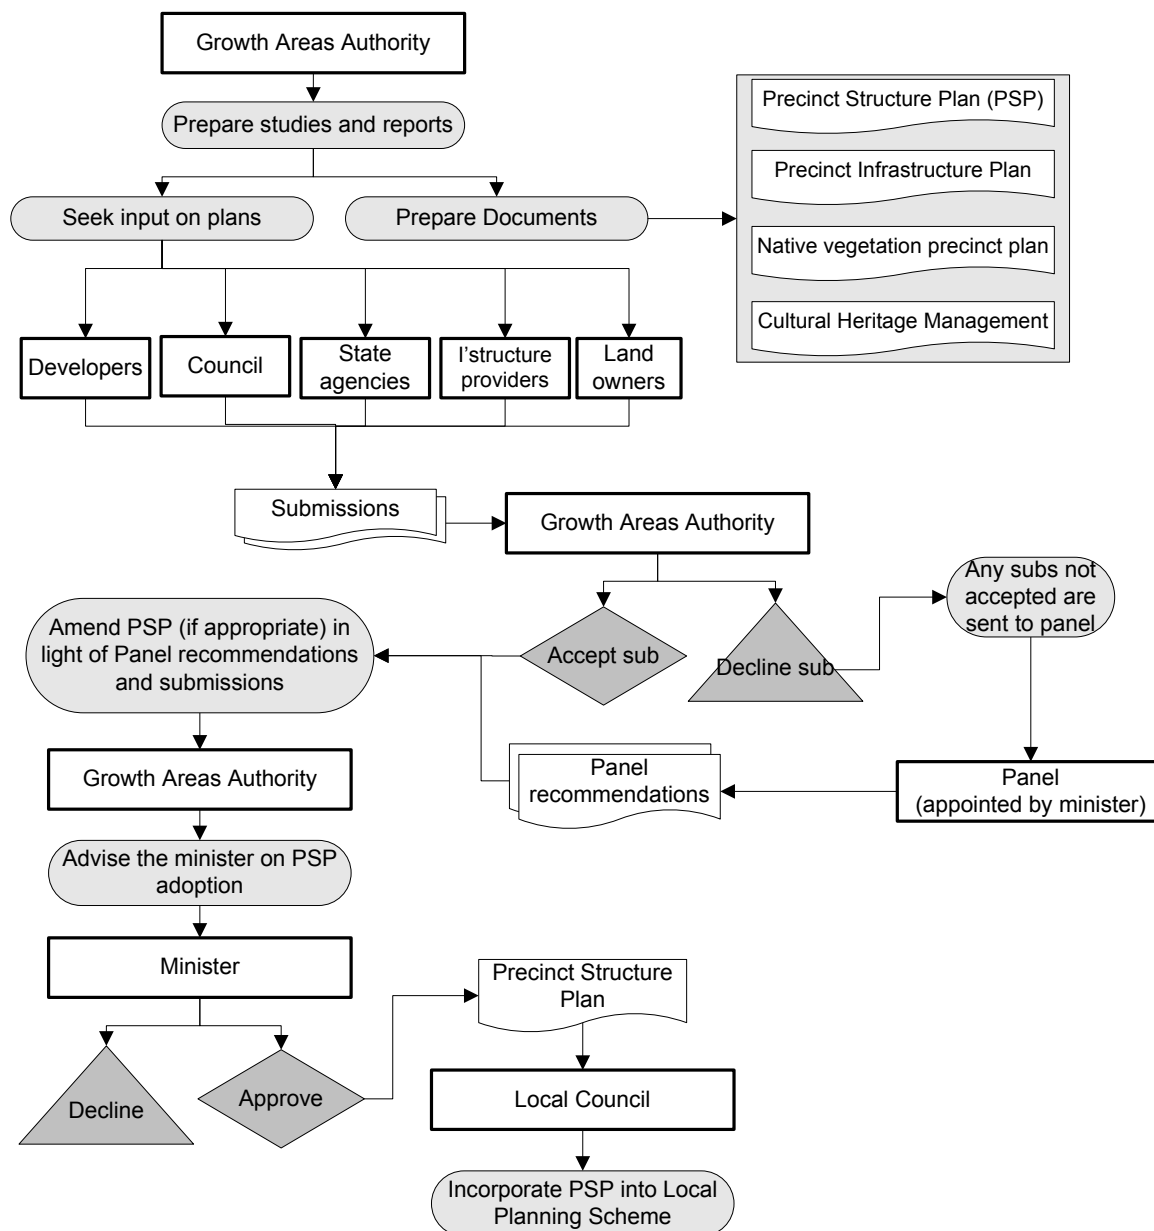 Growth Areas Authority
Prepare studies and reports
Precinct Structure Plan (PSP)
Precinct Infrastructure Plan
Native vegetation precinct plan
Cultural Heritage Management
Seek input on plans
Prepare Documents
Developers
Council
State
agencies
I'structure
providers
Land
owners
Submissions
Growth Areas Authority
Any subs not
accepted are
sent to panel
Accept sub
Decline sub
Amend PSP (if appropriate) in
light of Panel recommendations
and submissions
Panel
(appointed by minister)
Panel
recommendations
Growth Areas Authority
Advise the minister on PSP
adoption
Minister
Decline
Approve
Precinct Structure
Plan
Local Council
Incorporate PSP into Local
Planning Scheme